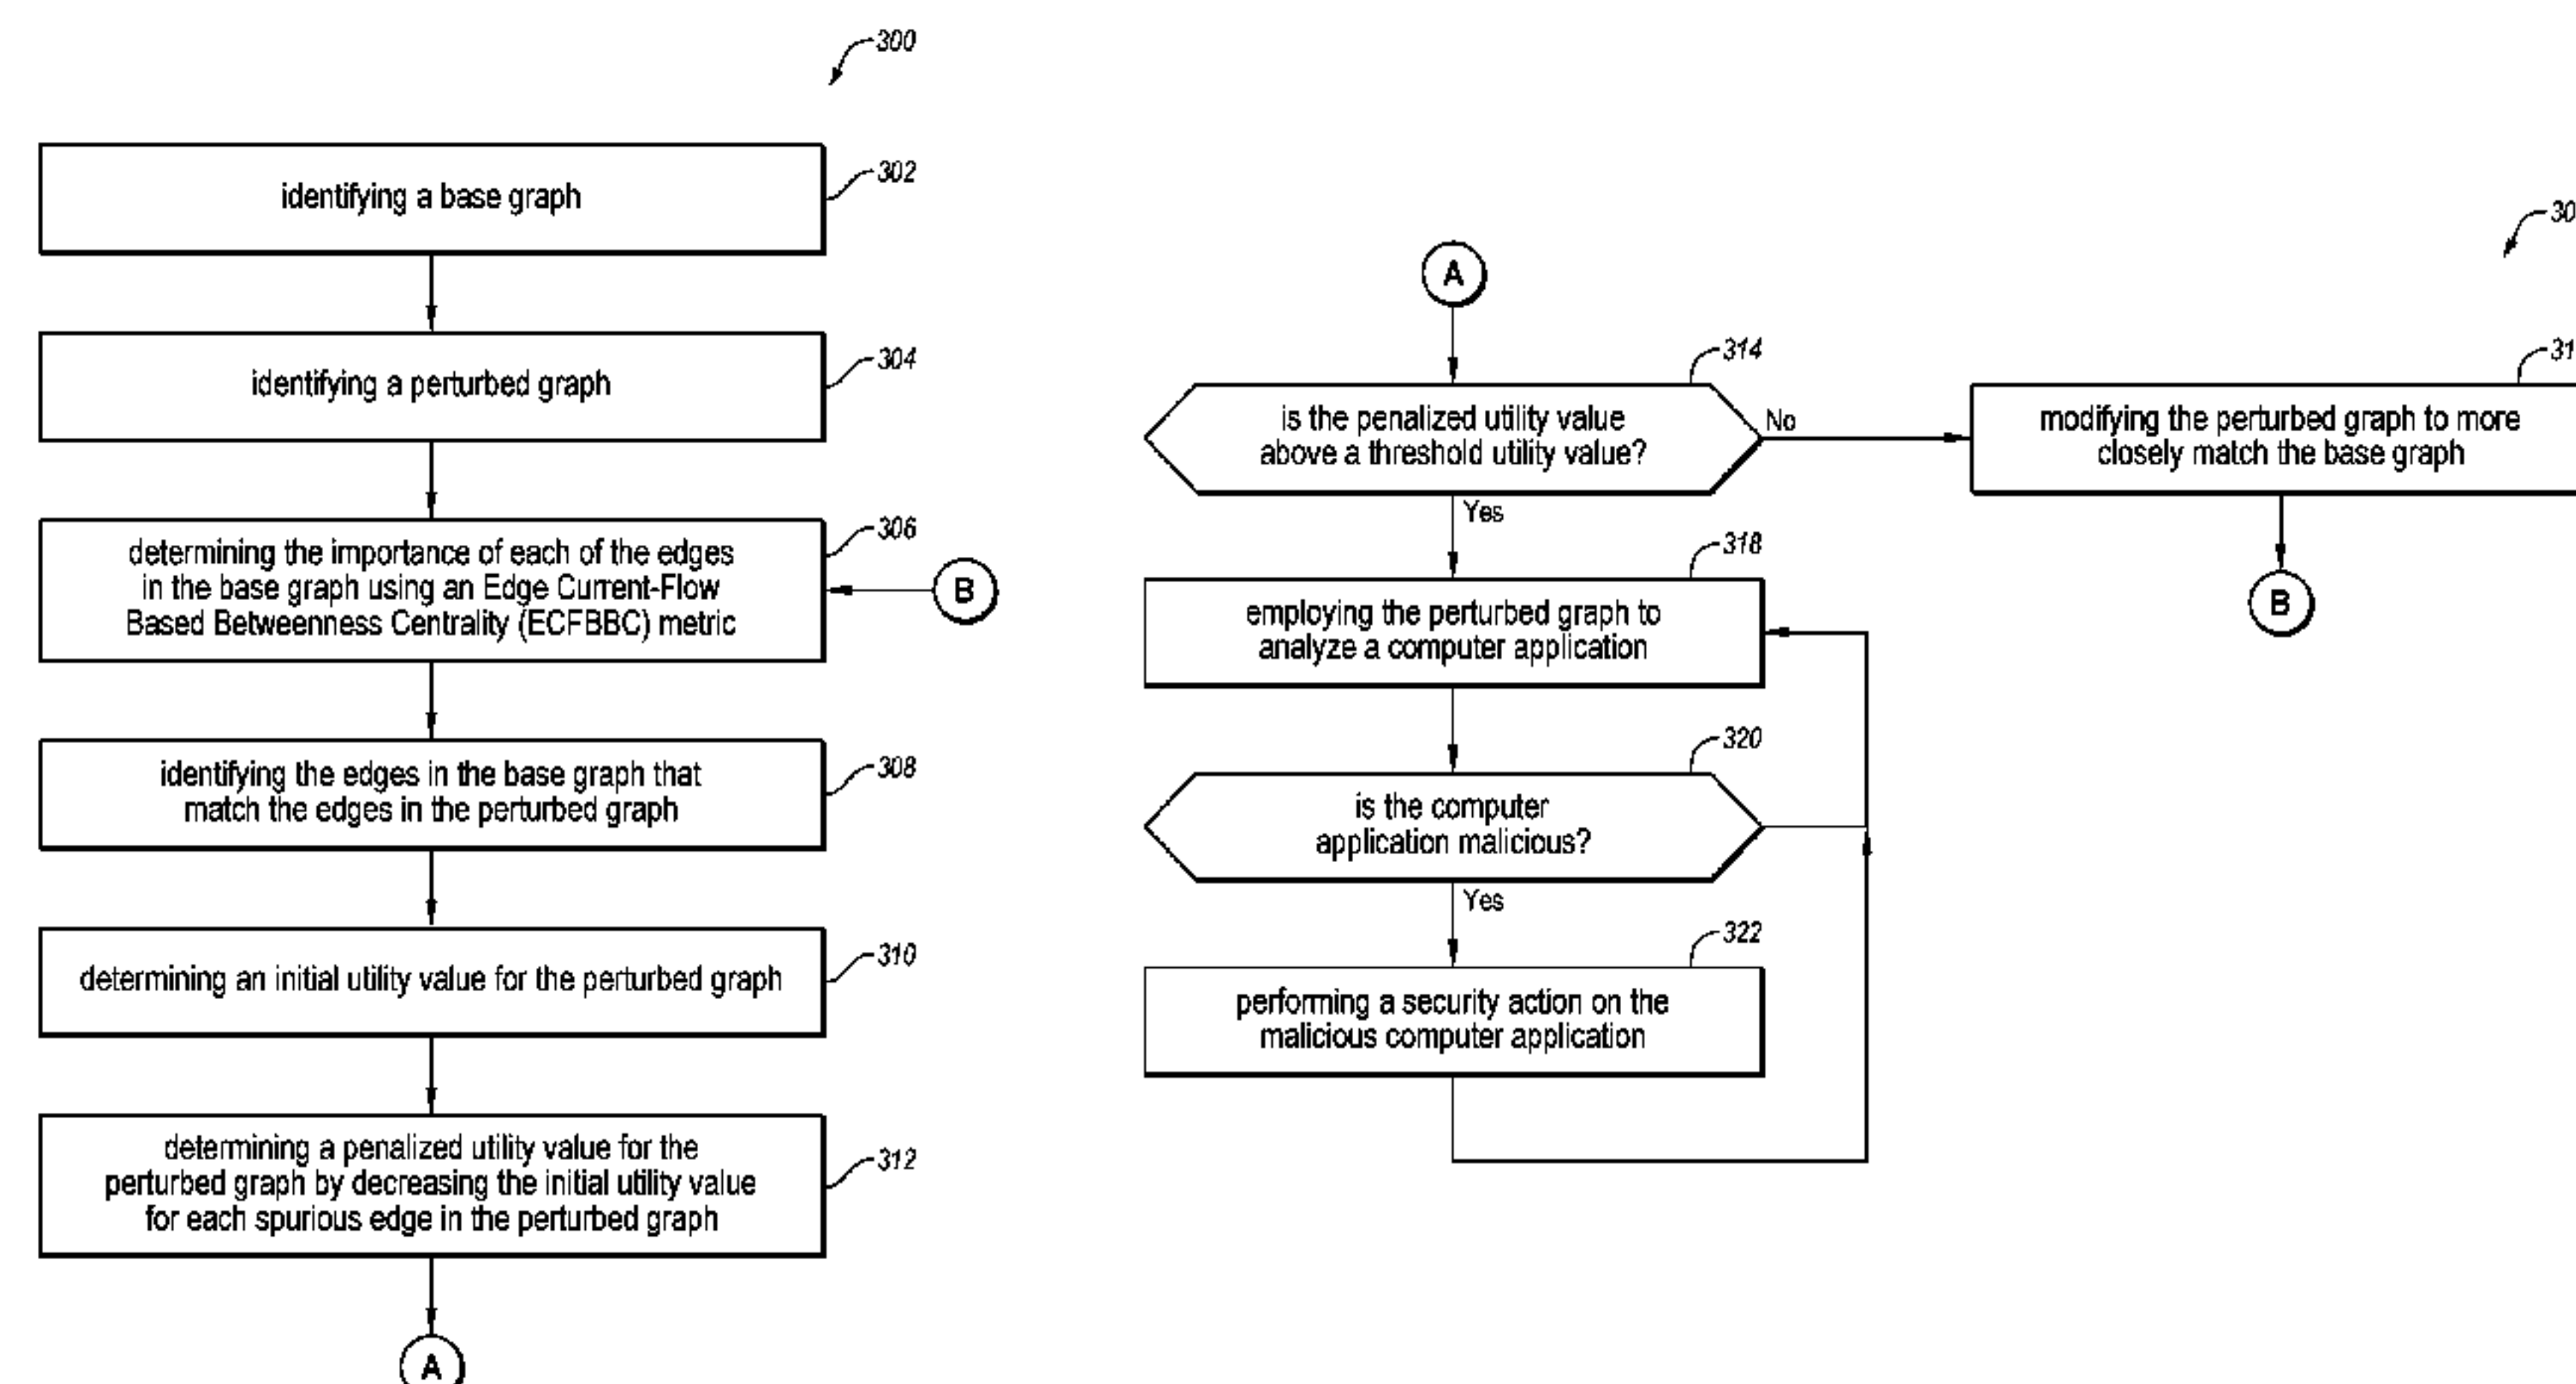 300
identifying a base graph
302
identifying a perturbed graph
304
determining the importance of each of the edges
in the base graph using an Edge Current-Flow
Based Betweenness Centrality (ECFBBC) metric
306
B
identifying the edges in the base graph that
match the edges in the perturbed graph
308
determining an initial utility value for the perturbed graph
310
determining a penalized utility value for the
perturbed graph by decreasing the initial utility value
for each spurious edge in the perturbed graph
312
A
A
314
is the penalized utility value
above a threshold utility value?
No
Yes
318
employing the perturbed graph to
analyze a computer application
320
is the computer
application malicious?
Yes
322
performing a security action on the
malicious computer application
30
31
modifying the perturbed graph to more
closely match the base graph
B